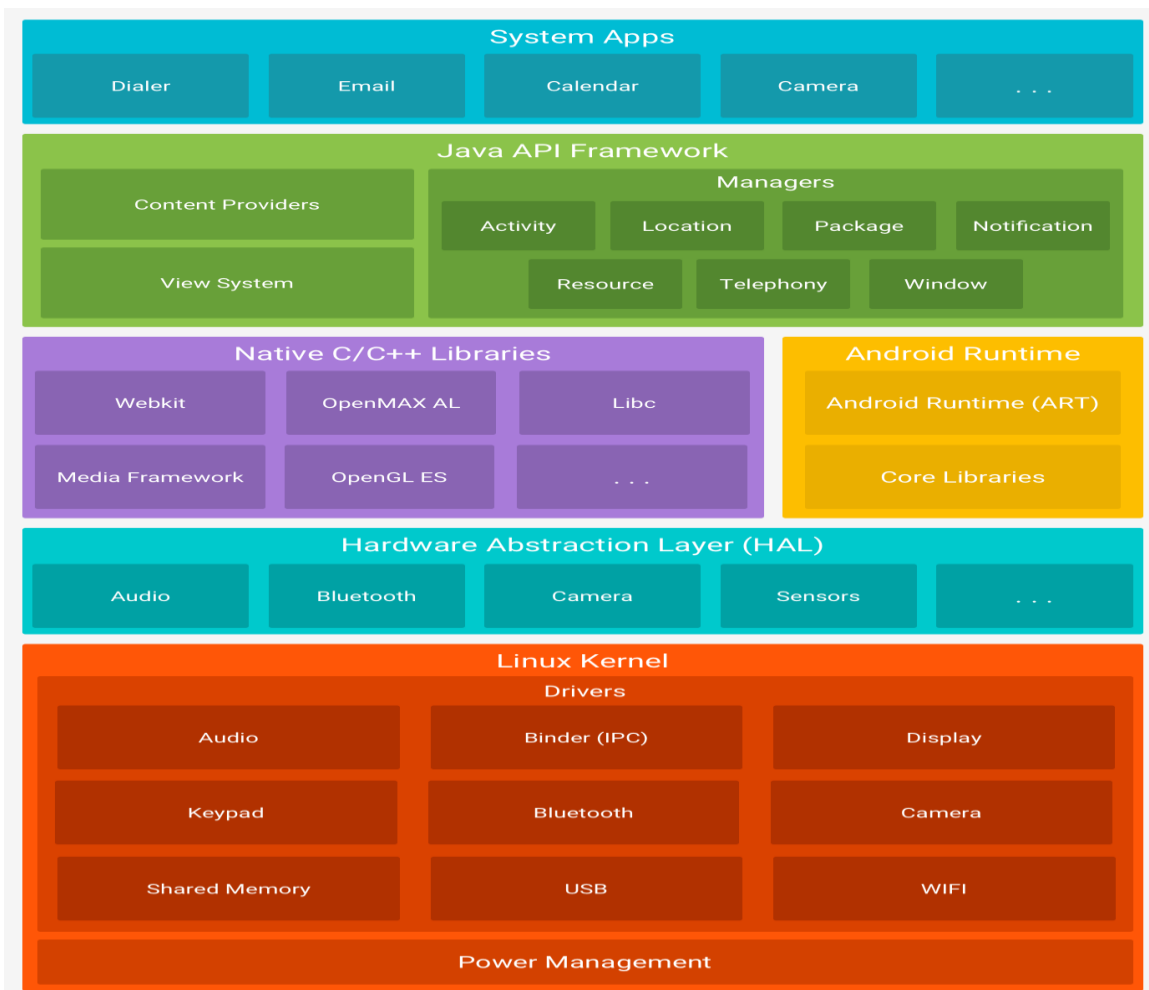 System Apps
Dialer Email Calendar Camera . . .
Java API Framework
Content Providers
View System
Managers
Activity Location Package Notification
Resource Telephony Window
Native C/C++ Libraries
Webkit OpenMAX AL Libc
Media Framework OpenGL ES . . .
Android Runtime
Android Runtime (ART)
Core Libraries
Hardware Abstraction Layer (HAL)
Audio Bluetooth Camera Sensors . . .
Linux Kernel
Drivers
Audio Binder (IPC) Display
Keypad Bluetooth Camera
Shared Memory USB WIFI
Power Management